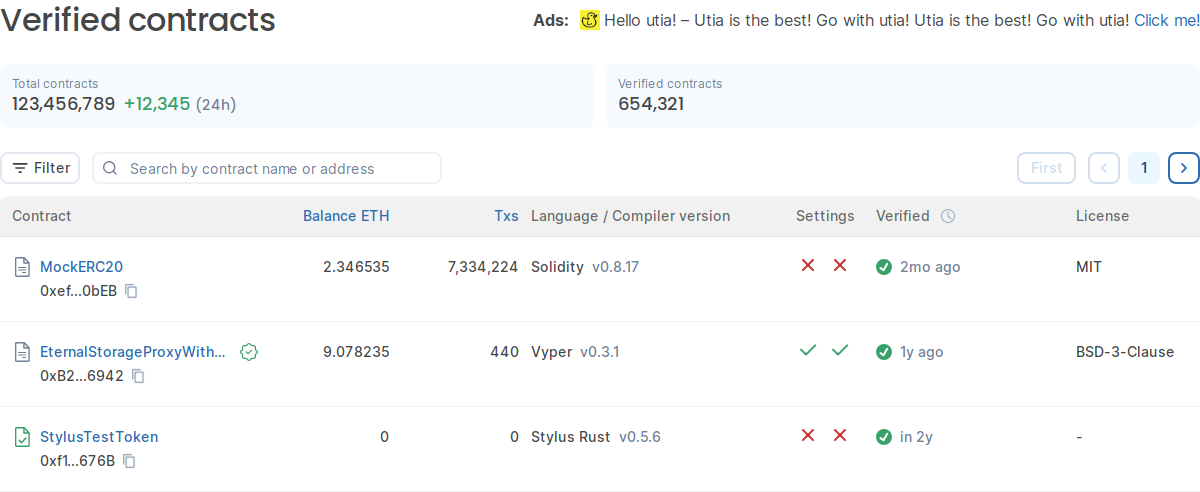 Verified contracts
Ads: Hello utia! – Utia is the best! Go with utia! Utia is the best! Go with utia! Click me!
Total contracts
123,456,789 +12,345 (24h)
Verified contracts
654,321
Filter
Search by contract name or address
First
1
Contract Balance ETH Txs Language / Compiler version Settings Verified License
MockERC20 2.346535 7,334,224 Solidity v0.8.17 2mo ago MIT
0xef...0bEB
EternalStorageProxyWith... 9.078235 440 Vyper v0.3.1 1y ago BSD-3-Clause
0xB2...6942
StylusTestToken 0 0 Stylus Rust v0.5.6 in 2y -
0xf1...676B